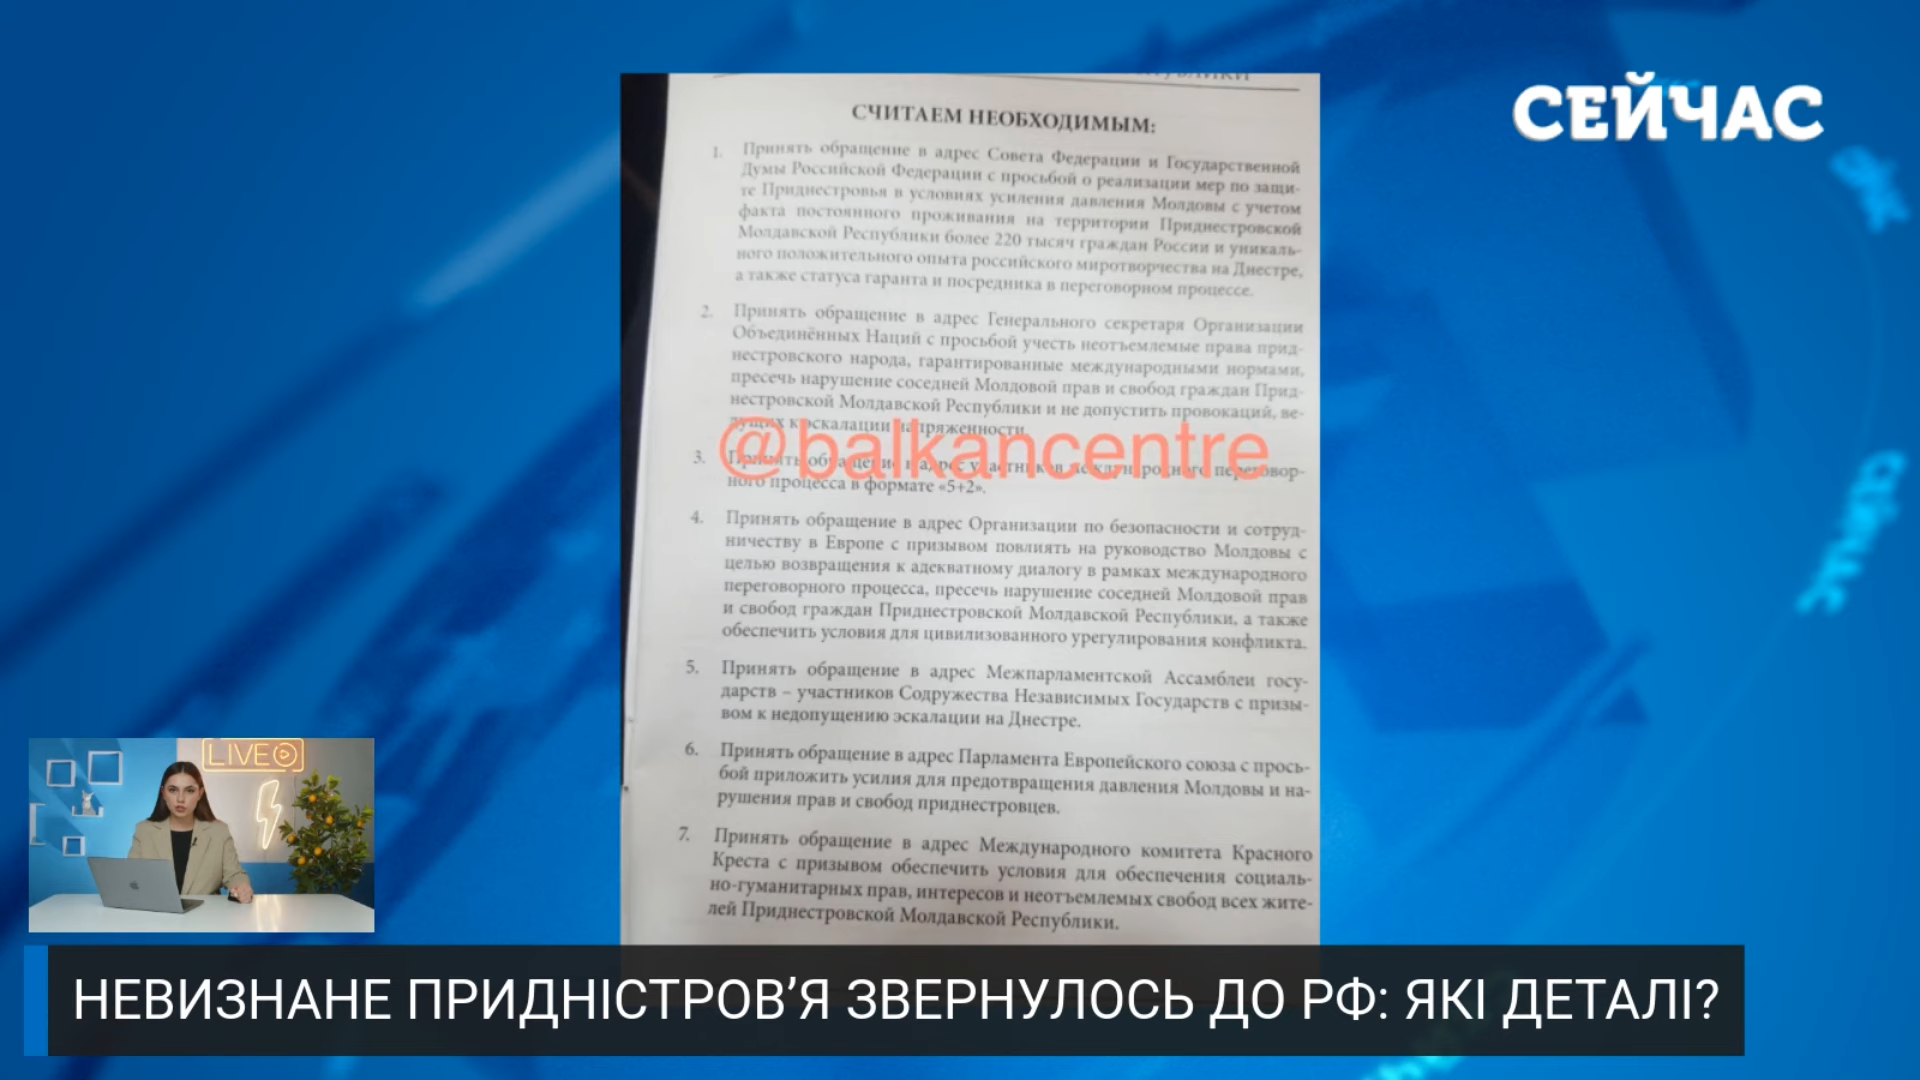 СЕЙЧАС
СЧИТАЕМ НЕОБХОДИМЫМ:
1. Принять обращение в адрес Совета Федерации и Государственной
Думы Российской Федерации с просьбой о реализации мер по защи-
те Приднестровья в условиях усиления давления Молдовы с учетом
факта постоянного проживания на территории Приднестровской
Молдавской Республики более 220 тысяч граждан России и уникаль-
ного положительного опыта российского миротворчества на Днестре,
а также статуса гаранта и посредника в переговорном процессе.
2. Принять обращение в адрес Генерального секретаря Организации
Объединённых Наций с просьбой учесть неотъемлемые права прид-
нестровского народа, гарантированные международными нормами,
пресечь нарушение соседней Молдовой прав и свобод граждан Прид-
нестровской Молдавской Республики и не допустить провокаций, ве-
дущих к эскалации напряженности.
@balkancentre
3. Принять обращение в адрес участников международного переговор-
ного процесса в формате «5+2».
4. Принять обращение в адрес Организации по безопасности и сотруд-
ничеству в Европе с призывом повлиять на руководство Молдовы с
целью возвращения к адекватному диалогу в рамках международного
переговорного процесса, пресечь нарушение соседней Молдовой прав
и свобод граждан Приднестровской Молдавской Республики, а также
обеспечить условия для цивилизованного урегулирования конфликта.
5. Принять обращение в адрес Межпарламентской Ассамблеи госу-
дарств – участников Содружества Независимых Государств с призы-
вом к недопущению эскалации на Днестре.
6. Принять обращение в адрес Парламента Европейского союза с прось-
бой приложить усилия для предотвращения давления Молдовы и на-
рушения прав и свобод приднестровцев.
7. Принять обращение в адрес Международного комитета Красного
Креста с призывом обеспечить условия для обеспечения социаль-
но-гуманитарных прав, интересов и неотъемлемых свобод всех жите-
лей Приднестровской Молдавской Республики.
LIVE
НЕВИЗНАНЕ ПРИДНІСТРОВ’Я ЗВЕРНУЛОСЬ ДО РФ: ЯКІ ДЕТАЛІ?